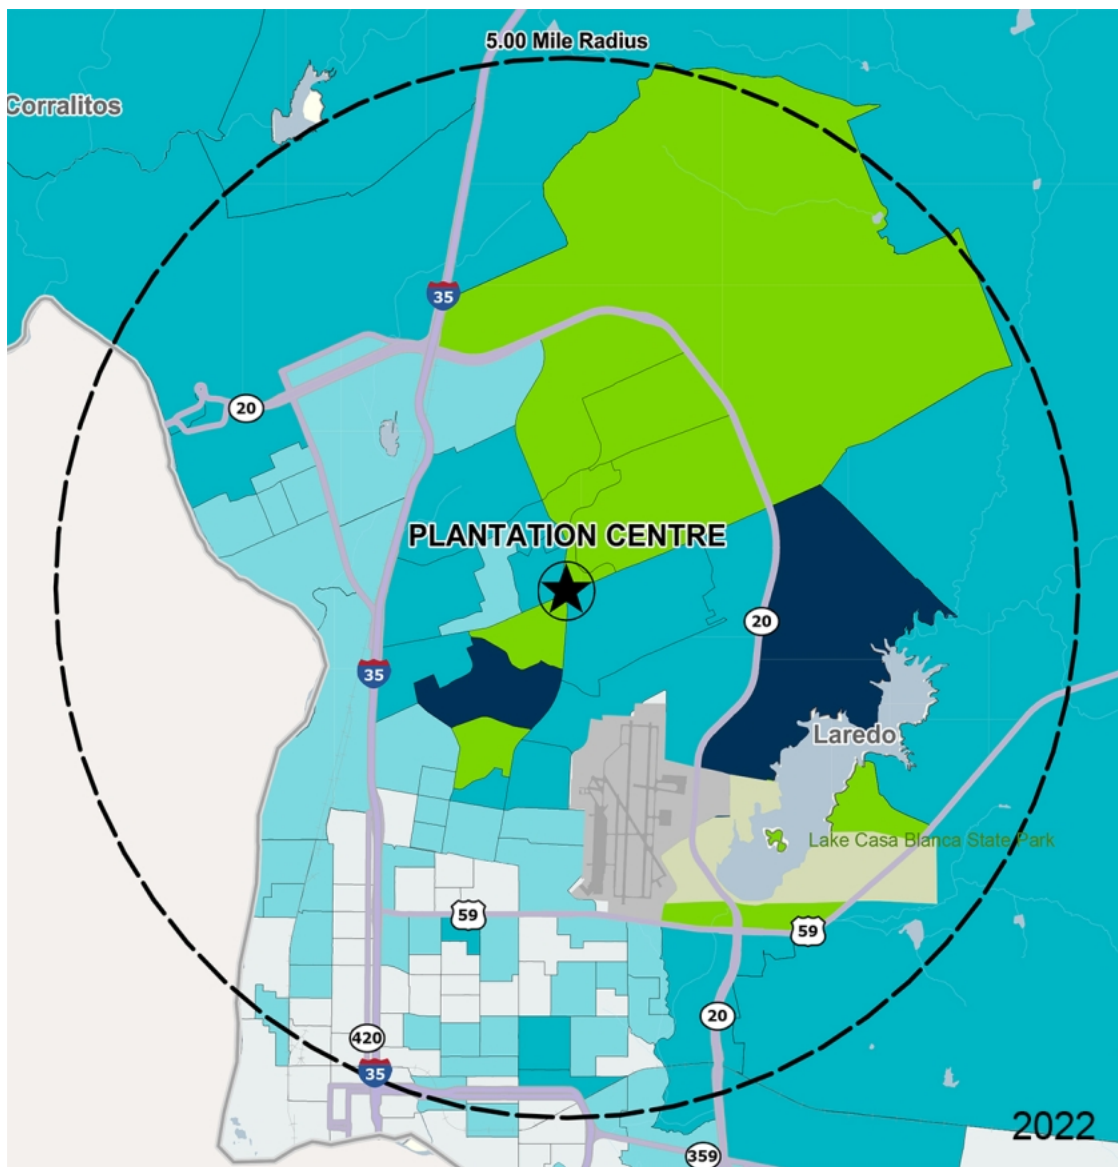 5.00 Mile Radius
Corralitos
35
20
PLANTATION CENTRE
20
35
Laredo
Lake Casa Blanca State Park
59
59
20
420
35
2022
359